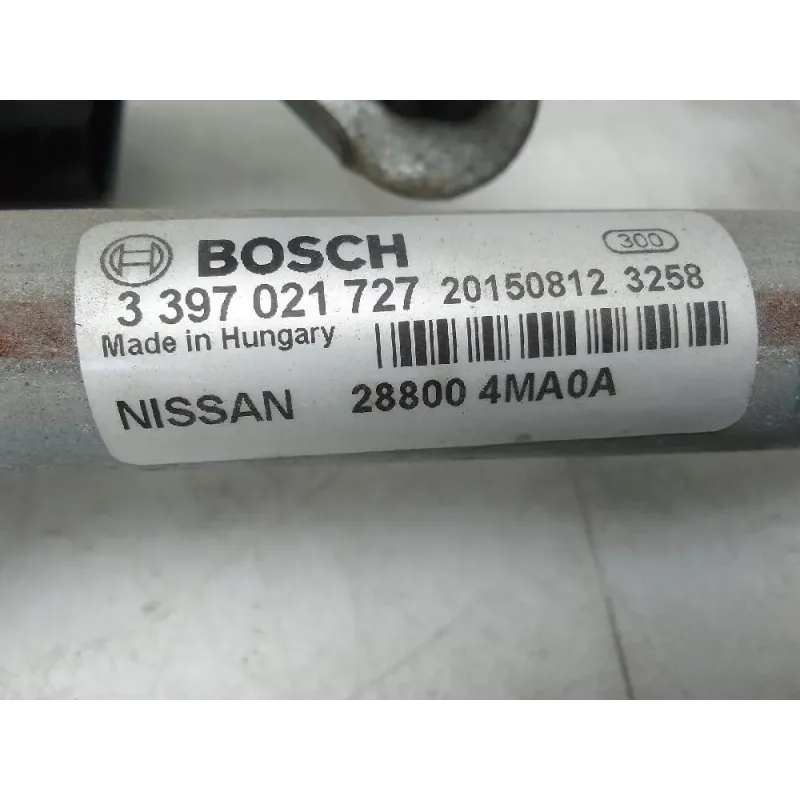 BOSCH 300
3 397 021 727 20150812 3258
Made in Hungary
NISSAN 28800 4MA0A